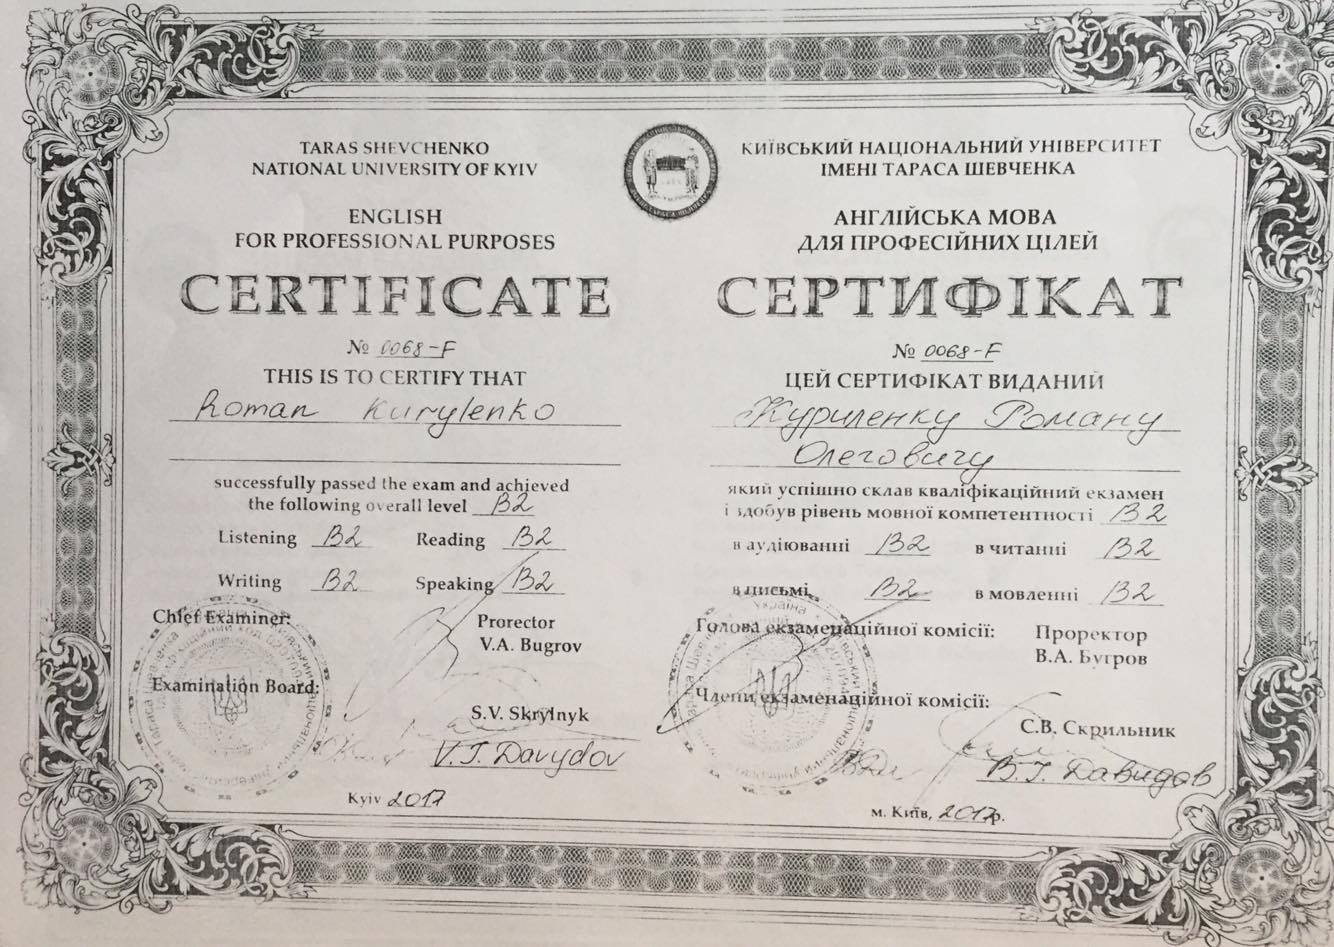 TARAS SHEVCHENKO
NATIONAL UNIVERSITY OF KYIV
ENGLISH
FOR PROFESSIONAL PURPOSES
CERTIFICATE
№ 0068-F
THIS IS TO CERTIFY THAT
Roman Kurylenko
successfully passed the exam and achieved
the following overall level B2
Listening B2 Reading B2
Writing B2 Speaking B2
Chief Examiner: Prorector
V.A. Bugrov
Examination Board:
S.V. Skrylnyk
V.I. Davydov
Kyiv 2017
КИЇВСЬКИЙ НАЦІОНАЛЬНИЙ УНІВЕРСИТЕТ
ІМЕНІ ТАРАСА ШЕВЧЕНКА
АНГЛІЙСЬКА МОВА
ДЛЯ ПРОФЕСІЙНИХ ЦІЛЕЙ
СЕРТИФІКАТ
№ 0068-F
ЦЕЙ СЕРТИФІКАТ ВИДАНИЙ
Куриленку Роману
Олеговичу
який успішно склав кваліфікаційний екзамен
і здобув рівень мовної компетентності B2
в аудіюванні B2 в читанні B2
в письмі B2 в мовленні B2
Голова екзаменаційної комісії: Проректор
В.А. Бугров
Члени екзаменаційної комісії:
С.В. Скрильник
В.І. Давидов
м. Київ, 2017р.